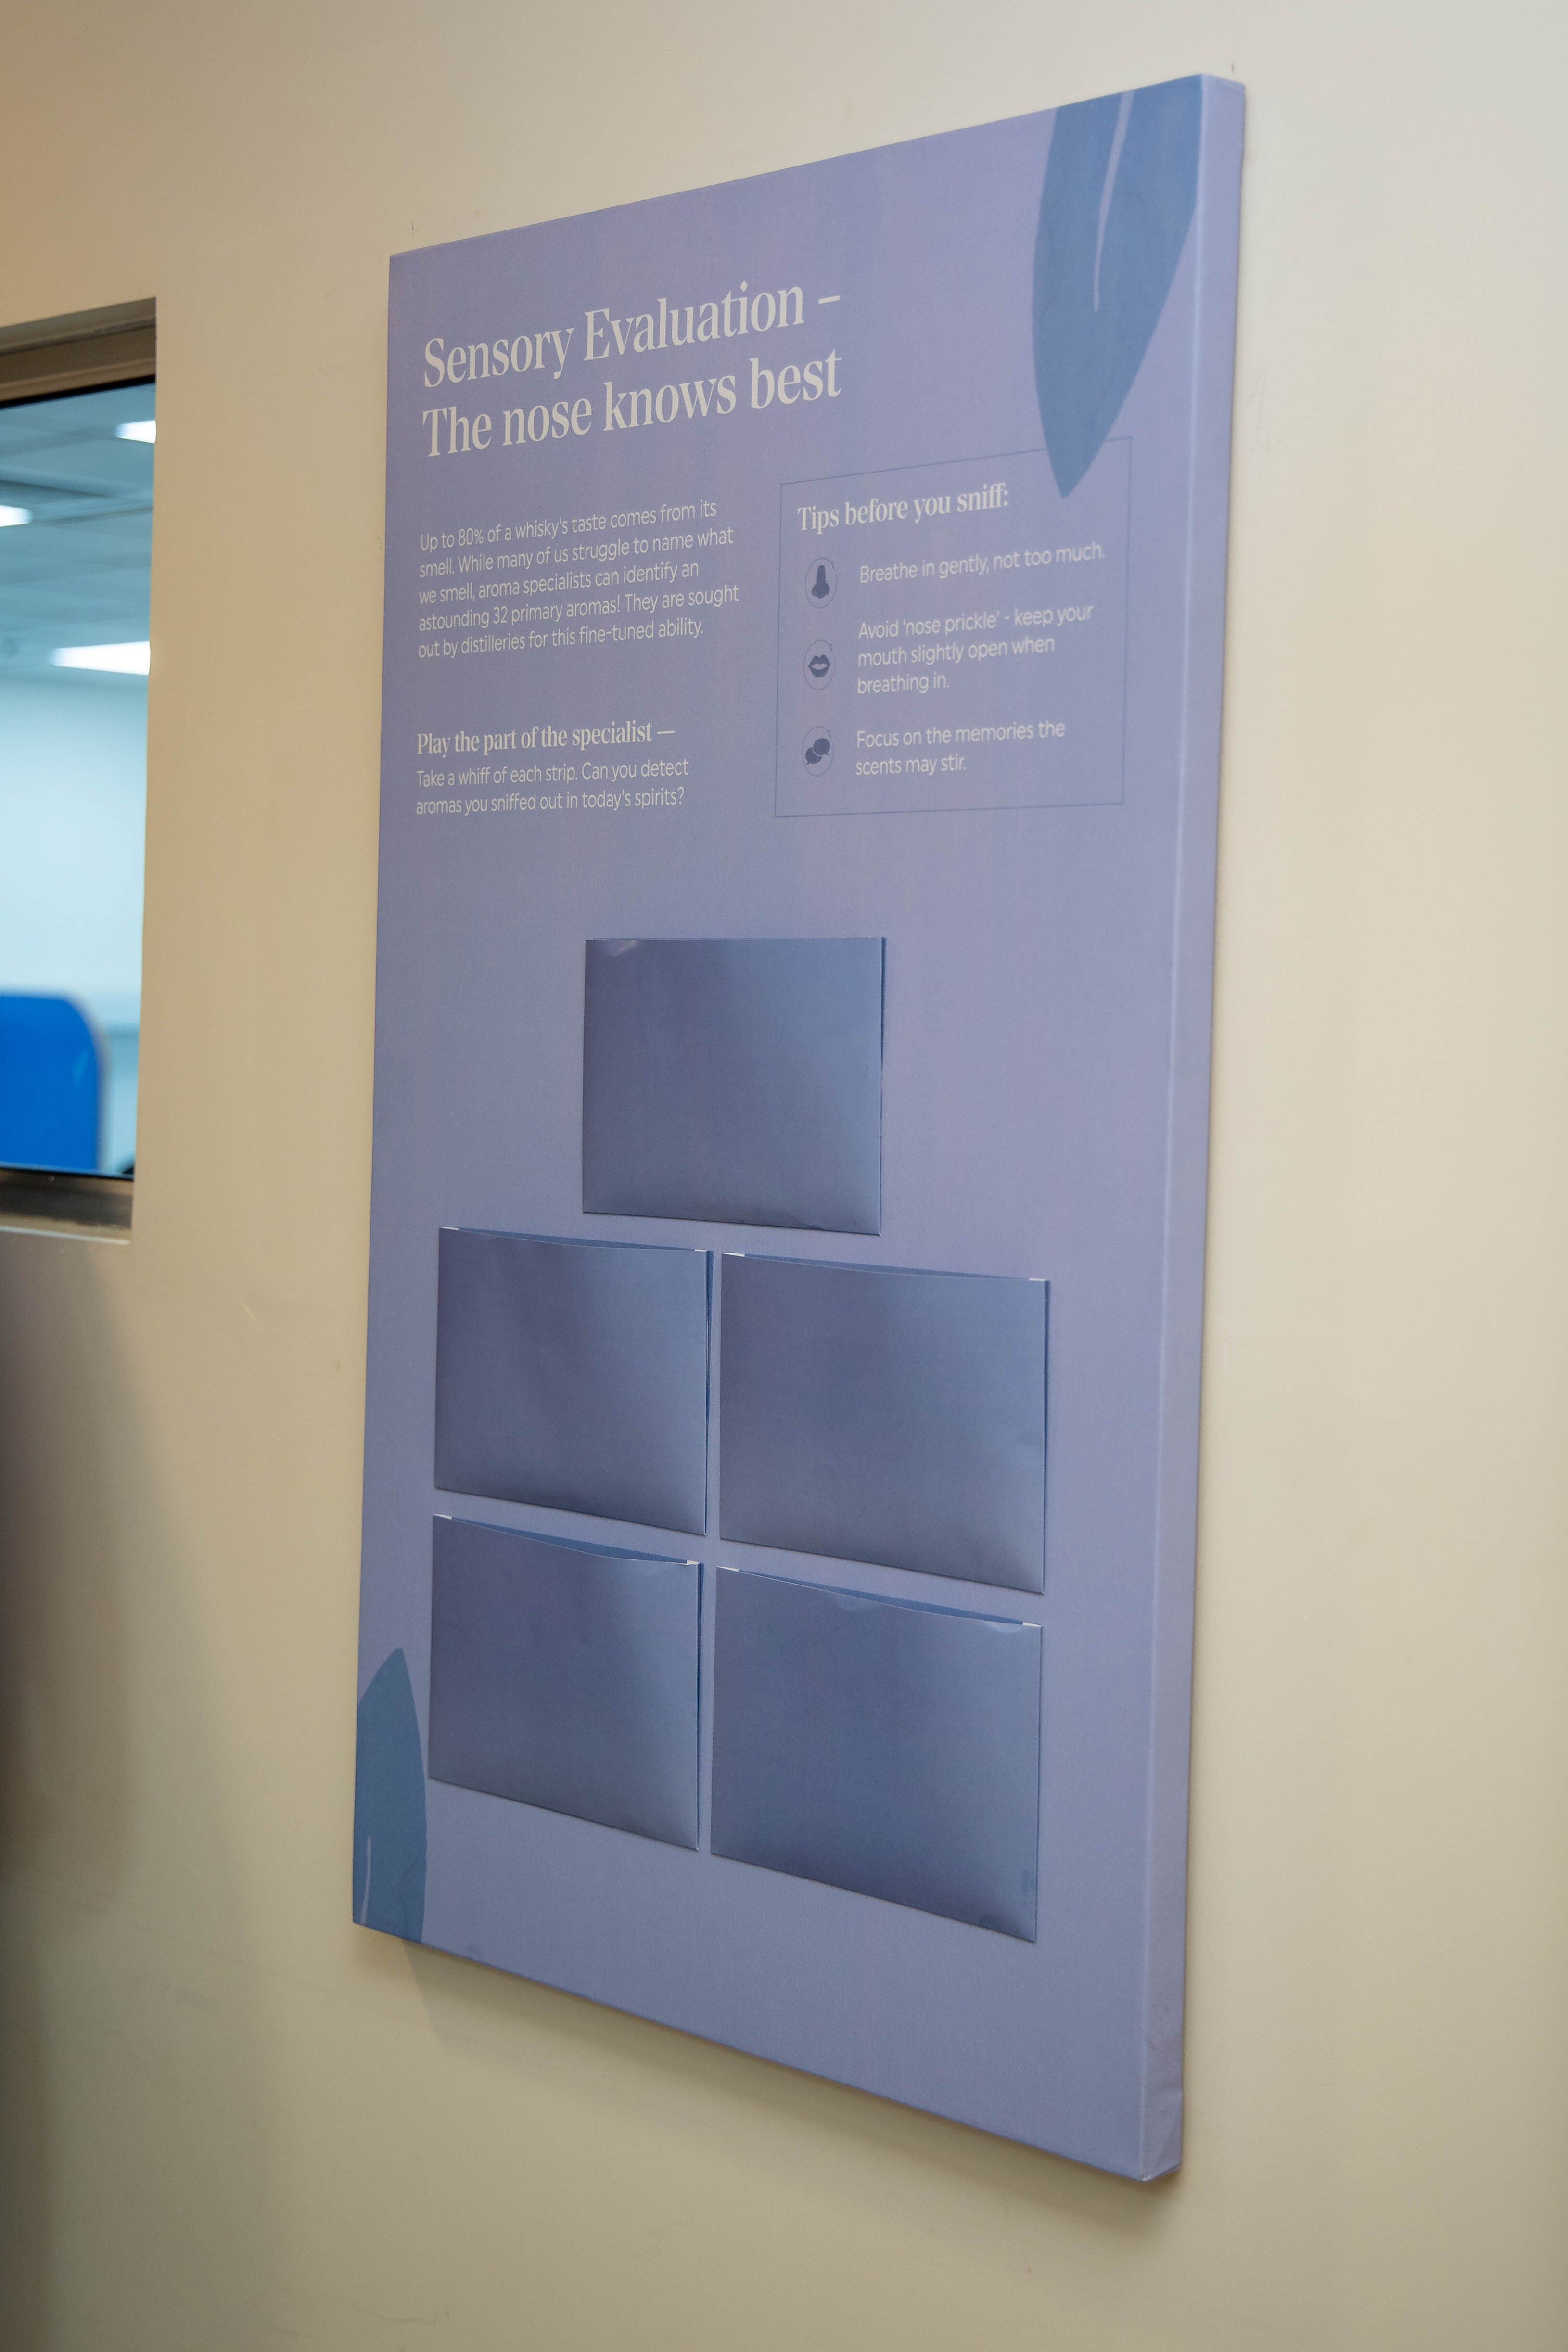 Sensory Evaluation –
The nose knows best
Up to 80% of a whisky's taste comes from its
smell. While many of us struggle to name what
we smell, aroma specialists can identify an
astounding 32 primary aromas! They are sought
out by distilleries for this fine-tuned ability.
Play the part of the specialist —
Take a whiff of each strip. Can you detect
aromas you sniffed out in today's spirits?
Tips before you sniff:
Breathe in gently, not too much.
Avoid 'nose prickle' - keep your
mouth slightly open when
breathing in.
Focus on the memories the
scents may stir.